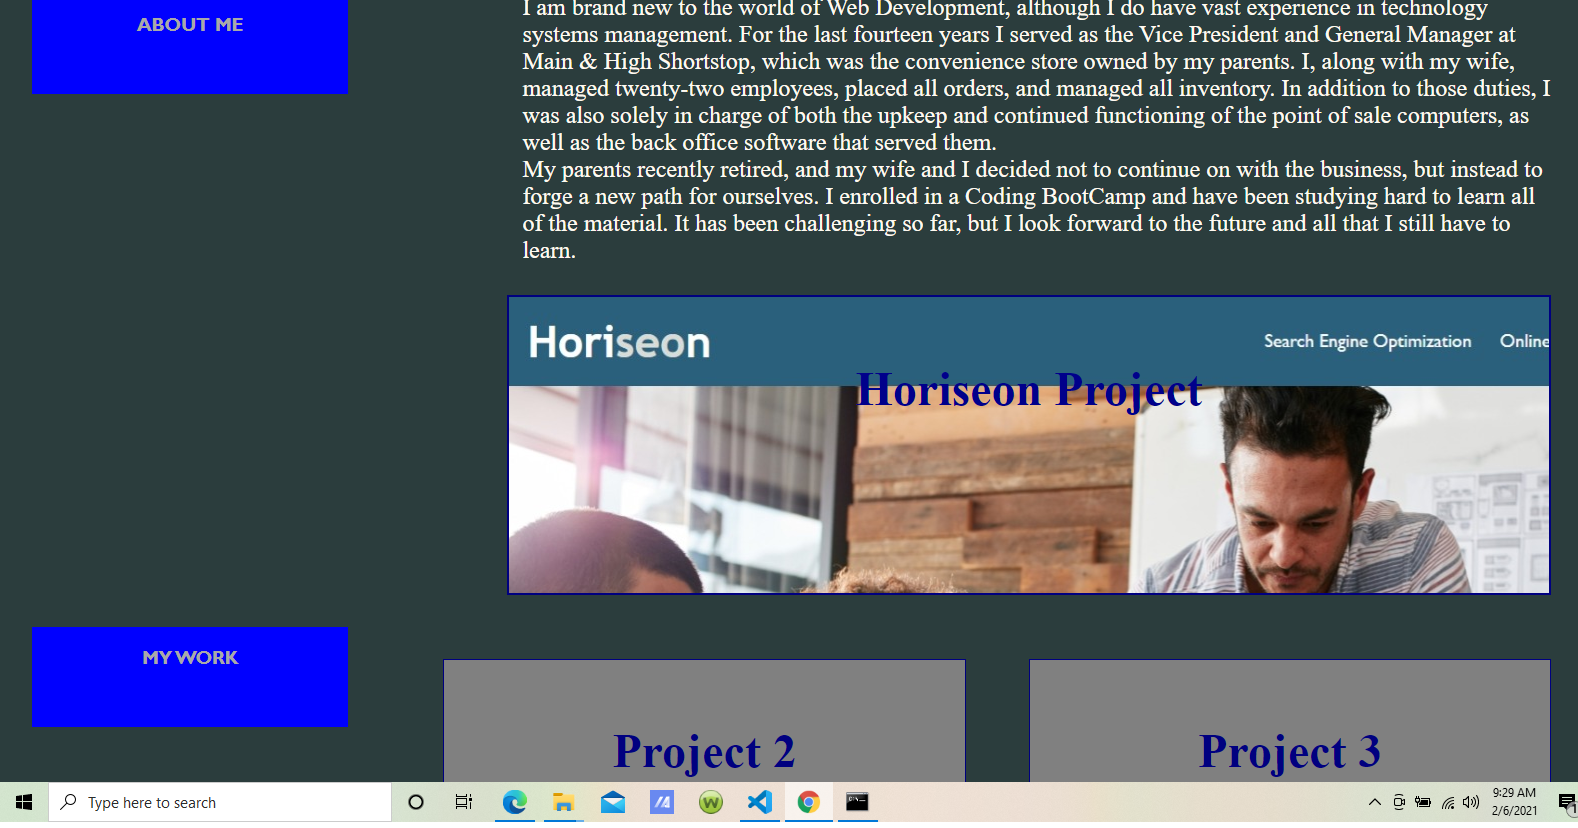 ABOUT ME
I am brand new to the world of Web Development, although I do have vast experience in technology
systems management. For the last fourteen years I served as the Vice President and General Manager at
Main & High Shortstop, which was the convenience store owned by my parents. I, along with my wife,
managed twenty-two employees, placed all orders, and managed all inventory. In addition to those duties, I
was also solely in charge of both the upkeep and continued functioning of the point of sale computers, as
well as the back office software that served them.
My parents recently retired, and my wife and I decided not to continue on with the business, but instead to
forge a new path for ourselves. I enrolled in a Coding BootCamp and have been studying hard to learn all
of the material. It has been challenging so far, but I look forward to the future and all that I still have to
learn.
Horiseon
Search Engine Optimization
Online
Horiseon Project
MY WORK
Project 2
Project 3
Type here to search
9:29 AM
2/6/2021
1